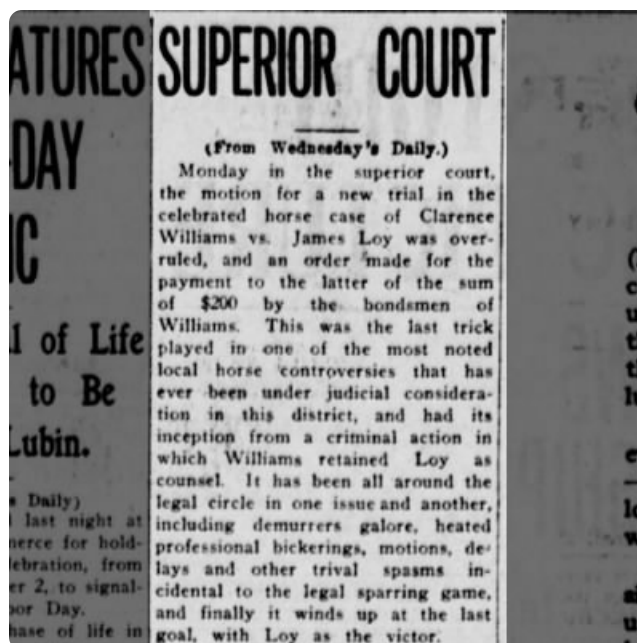 ATURES
-DAY
IC
l of Life
to Be
Lubin.
s Daily)
last night at
merce for hold-
lebration, from
er 2, to signal-
bor Day.
hase of life in
SUPERIOR COURT
(From Wednesday's Daily.)
Monday in the superior court,
the motion for a new trial in the
celebrated horse case of Clarence
Williams vs. James Loy was over-
ruled, and an order made for the
payment to the latter of the sum
of $200 by the bondsmen of
Williams. This was the last trick
played in one of the most noted
local horse controversies that has
ever been under judicial considera-
tion in this district, and had its
inception from a criminal action in
which Williams retained Loy as
counsel. It has been all around the
legal circle in one issue and another,
including demurrers galore, heated
professional bickerings, motions, de-
lays and other trival spasms in-
cidental to the legal sparring game,
and finally it winds up at the last
goal, with Loy as the victor.